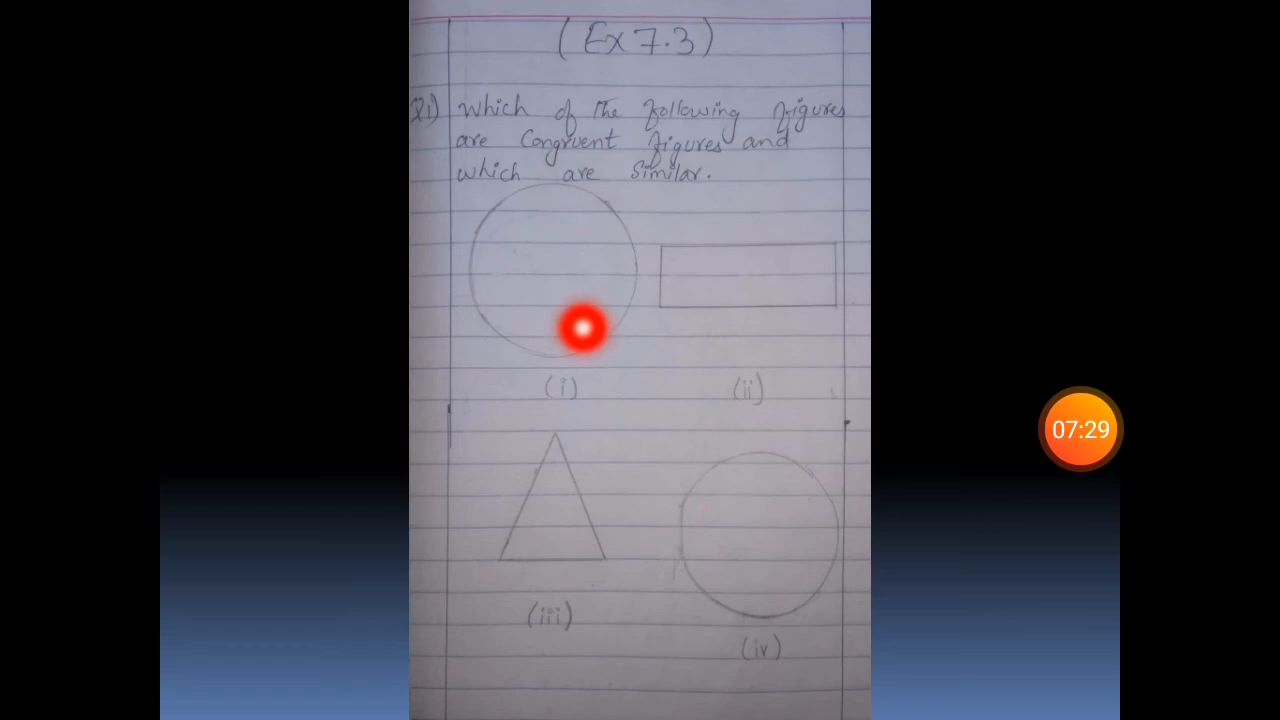 (Ex 7.3)
Q1) Which of the following figures
are Congruent figures and
which are Similar.
(i)
(ii)
07:29
(iii)
(iv)